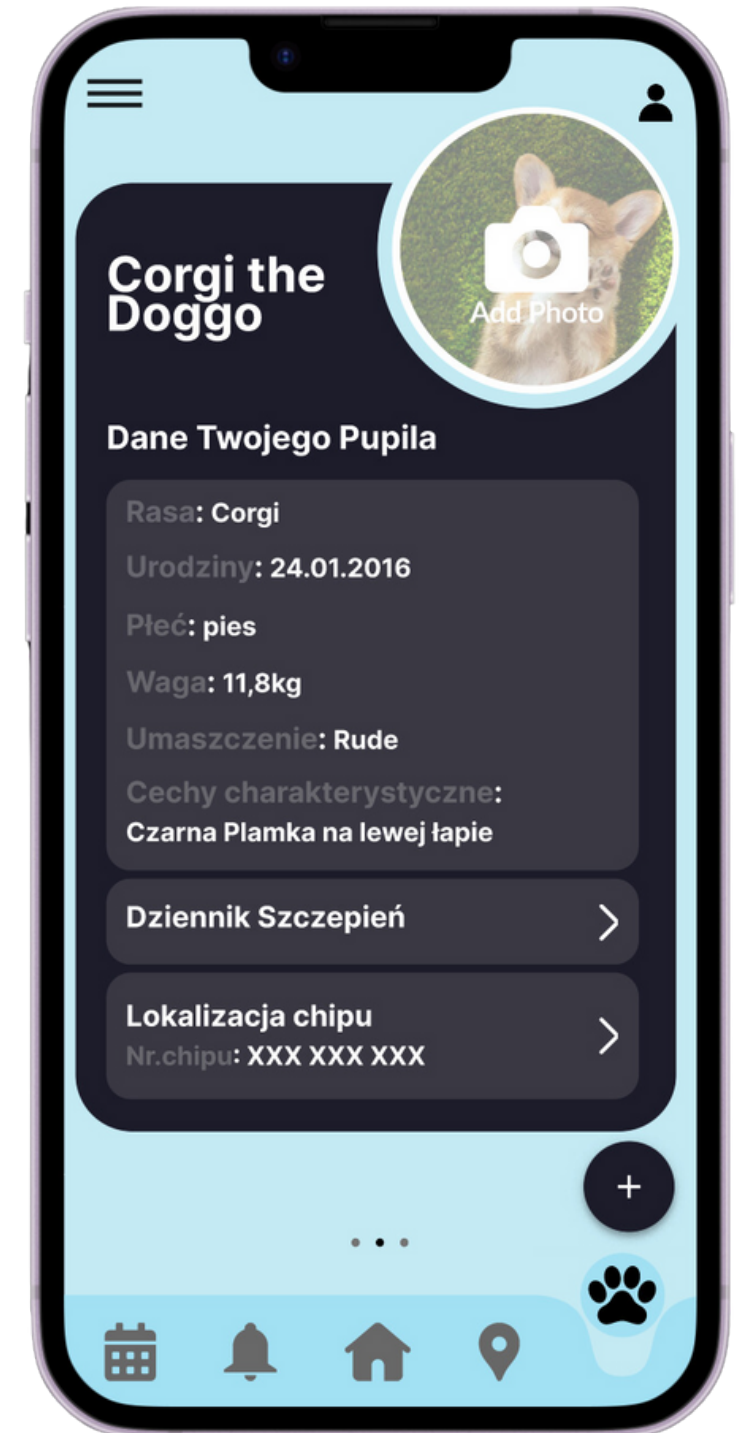 Corgi the
Doggo
Add Photo
Dane Twojego Pupila
Rasa: Corgi
Urodziny: 24.01.2016
Płeć: pies
Waga: 11,8kg
Umaszczenie: Rude
Cechy charakterystyczne:
Czarna Plamka na lewej łapie
Dziennik Szczepień
Lokalizacja chipu
Nr.chipu: XXX XXX XXX